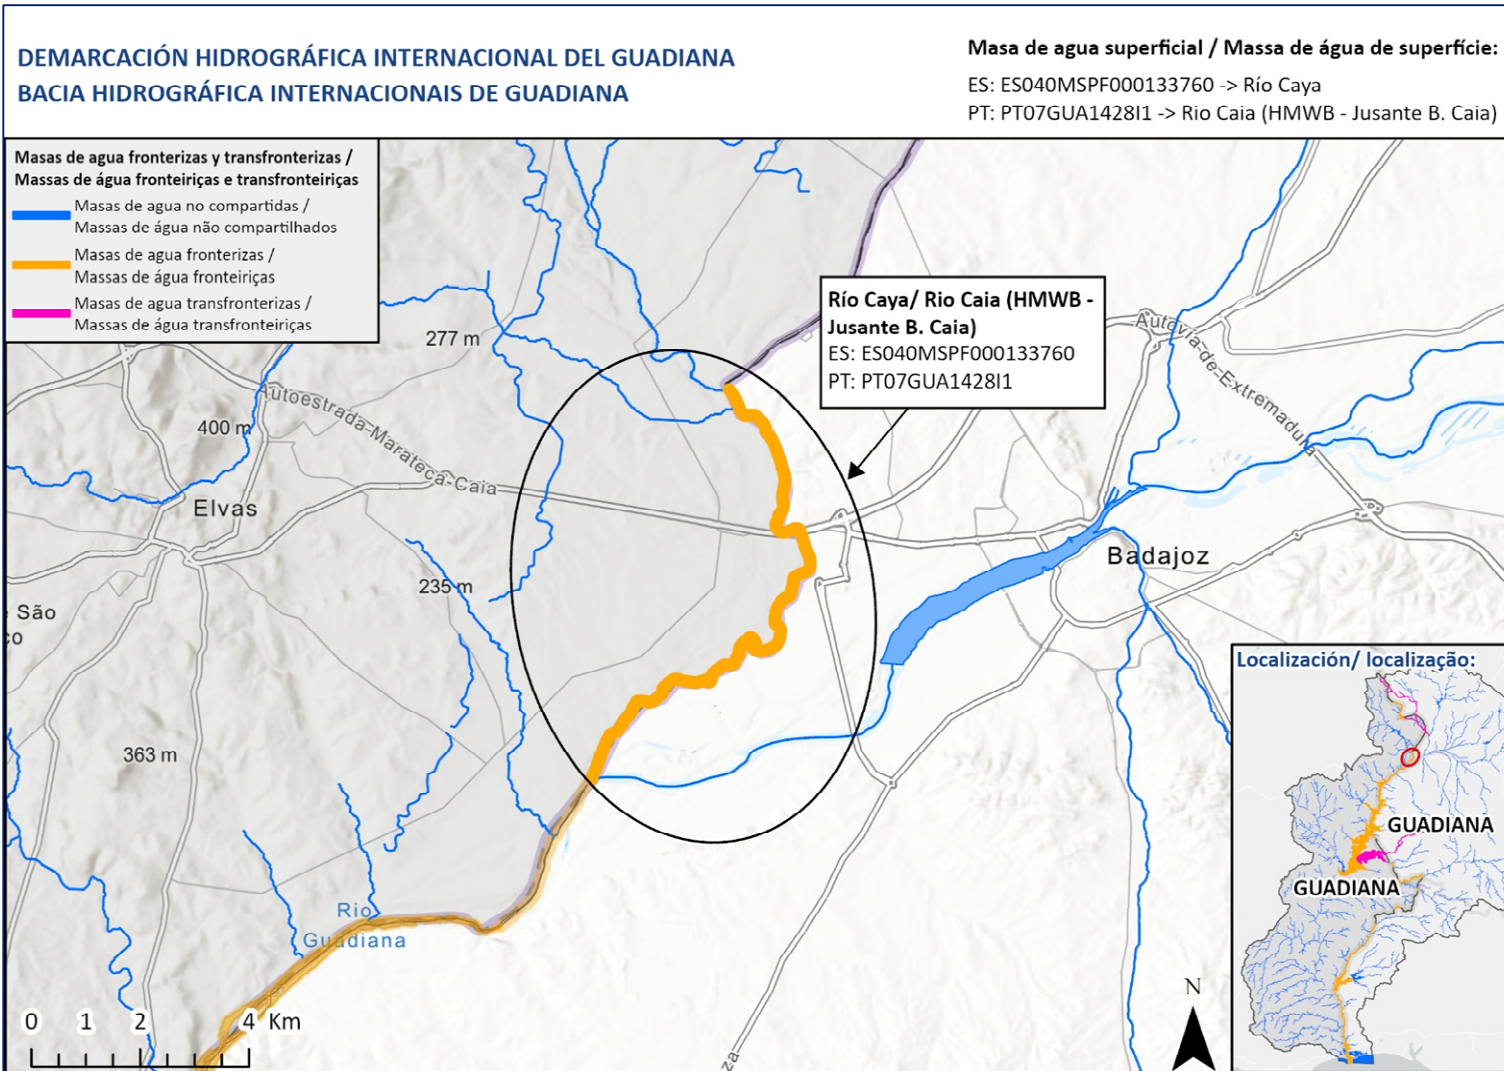 DEMARCACIÓN HIDROGRÁFICA INTERNACIONAL DEL GUADIANA
BACIA HIDROGRÁFICA INTERNACIONAIS DE GUADIANA
Masa de agua superficial / Massa de água de superfície:
ES: ES040MSPF000133760 -> Río Caya
PT: PT07GUA1428I1 -> Rio Caia (HMWB - Jusante B. Caia)
Masas de agua fronterizas y transfronterizas /
Massas de água fronteiriças e transfronteiriças
Masas de agua no compartidas /
Massas de água não compartilhados
Masas de agua fronterizas /
Massas de água fronteiriças
Masas de agua transfronterizas /
Massas de água transfronteiriças
Río Caya/ Rio Caia (HMWB -
Jusante B. Caia)
ES: ES040MSPF000133760
PT: PT07GUA1428I1
277 m
Autovía-de-Extremadura
Autoestrada-Marateca-Caia
400 m
Elvas
Badajoz
235 m
São
co
363 m
Rio
Guadiana
za
Localización/ localização:
GUADIANA
GUADIANA
N
0 1 2 4 Km